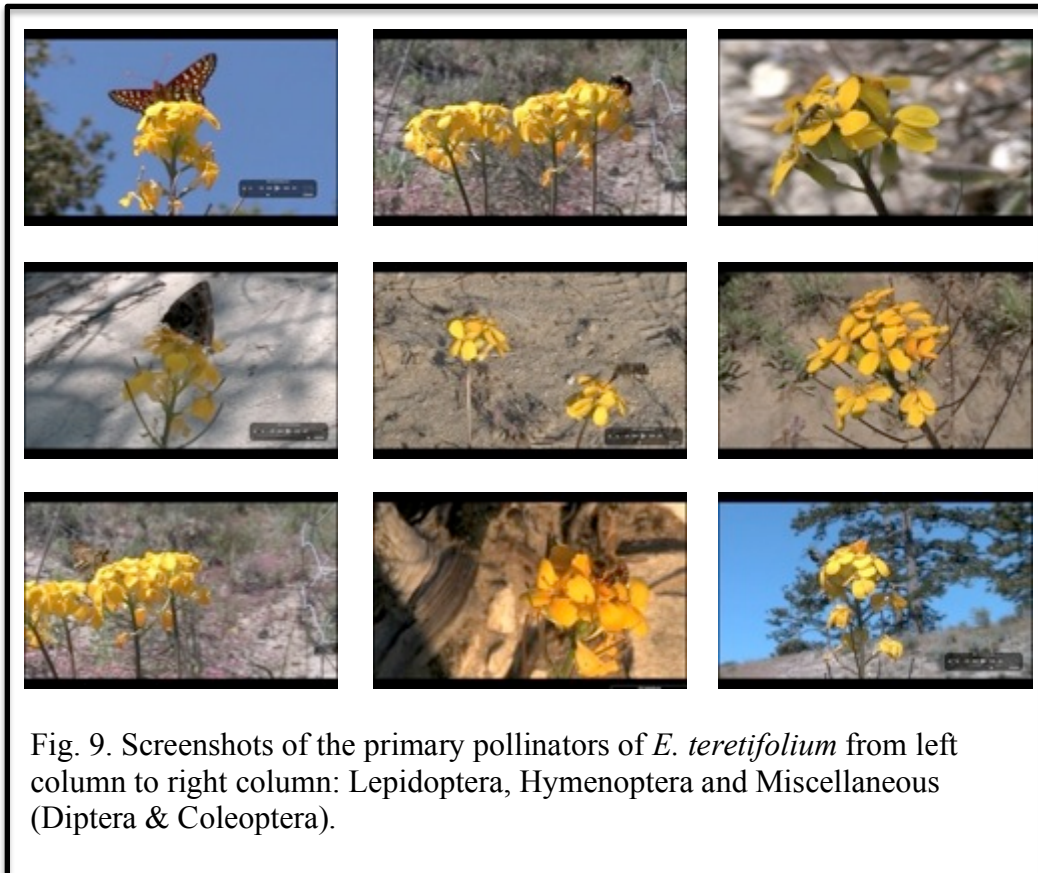 Fig. 9. Screenshots of the primary pollinators of E. teretifolium from left
column to right column: Lepidoptera, Hymenoptera and Miscellaneous
(Diptera & Coleoptera).